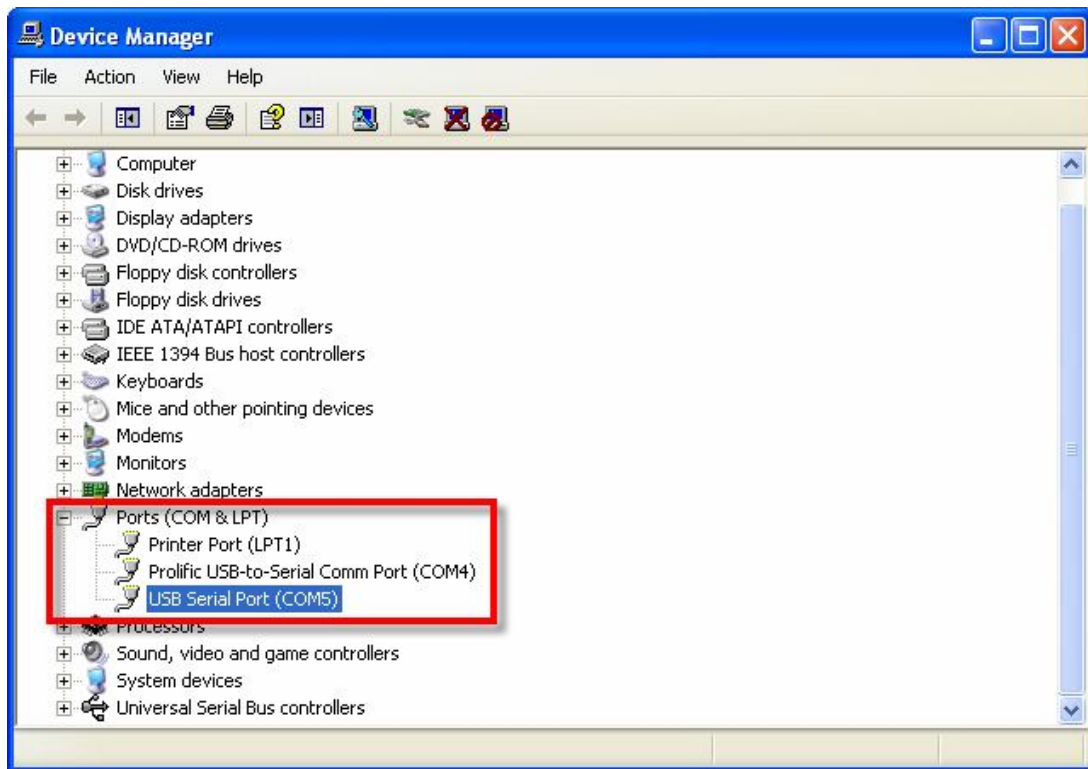 Device Manager
File Action View Help
Computer
Disk drives
Display adapters
DVD/CD-ROM drives
Floppy disk controllers
Floppy disk drives
IDE ATA/ATAPI controllers
IEEE 1394 Bus host controllers
Keyboards
Mice and other pointing devices
Modems
Monitors
Network adapters
Ports (COM & LPT)
Printer Port (LPT1)
Prolific USB-to-Serial Comm Port (COM4)
USB Serial Port (COM5)
Processors
Sound, video and game controllers
System devices
Universal Serial Bus controllers